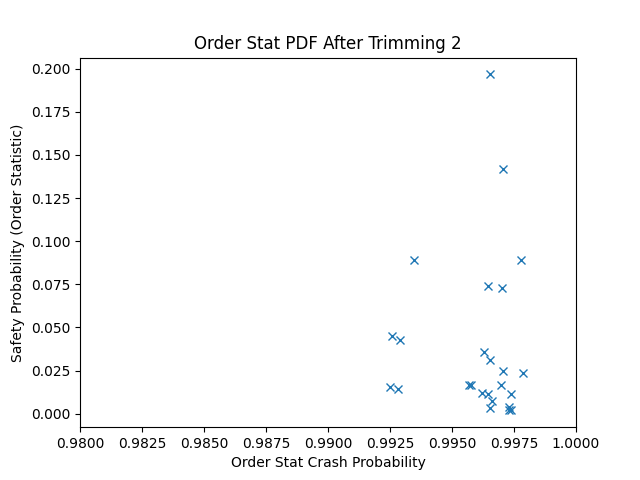 Order Stat PDF After Trimming 2
Safety Probability (Order Statistic)
0.200
0.175
0.150
0.125
0.100
0.075
0.050
0.025
0.000
0.9800 0.9825 0.9850 0.9875 0.9900 0.9925 0.9950 0.9975 1.0000
Order Stat Crash Probability